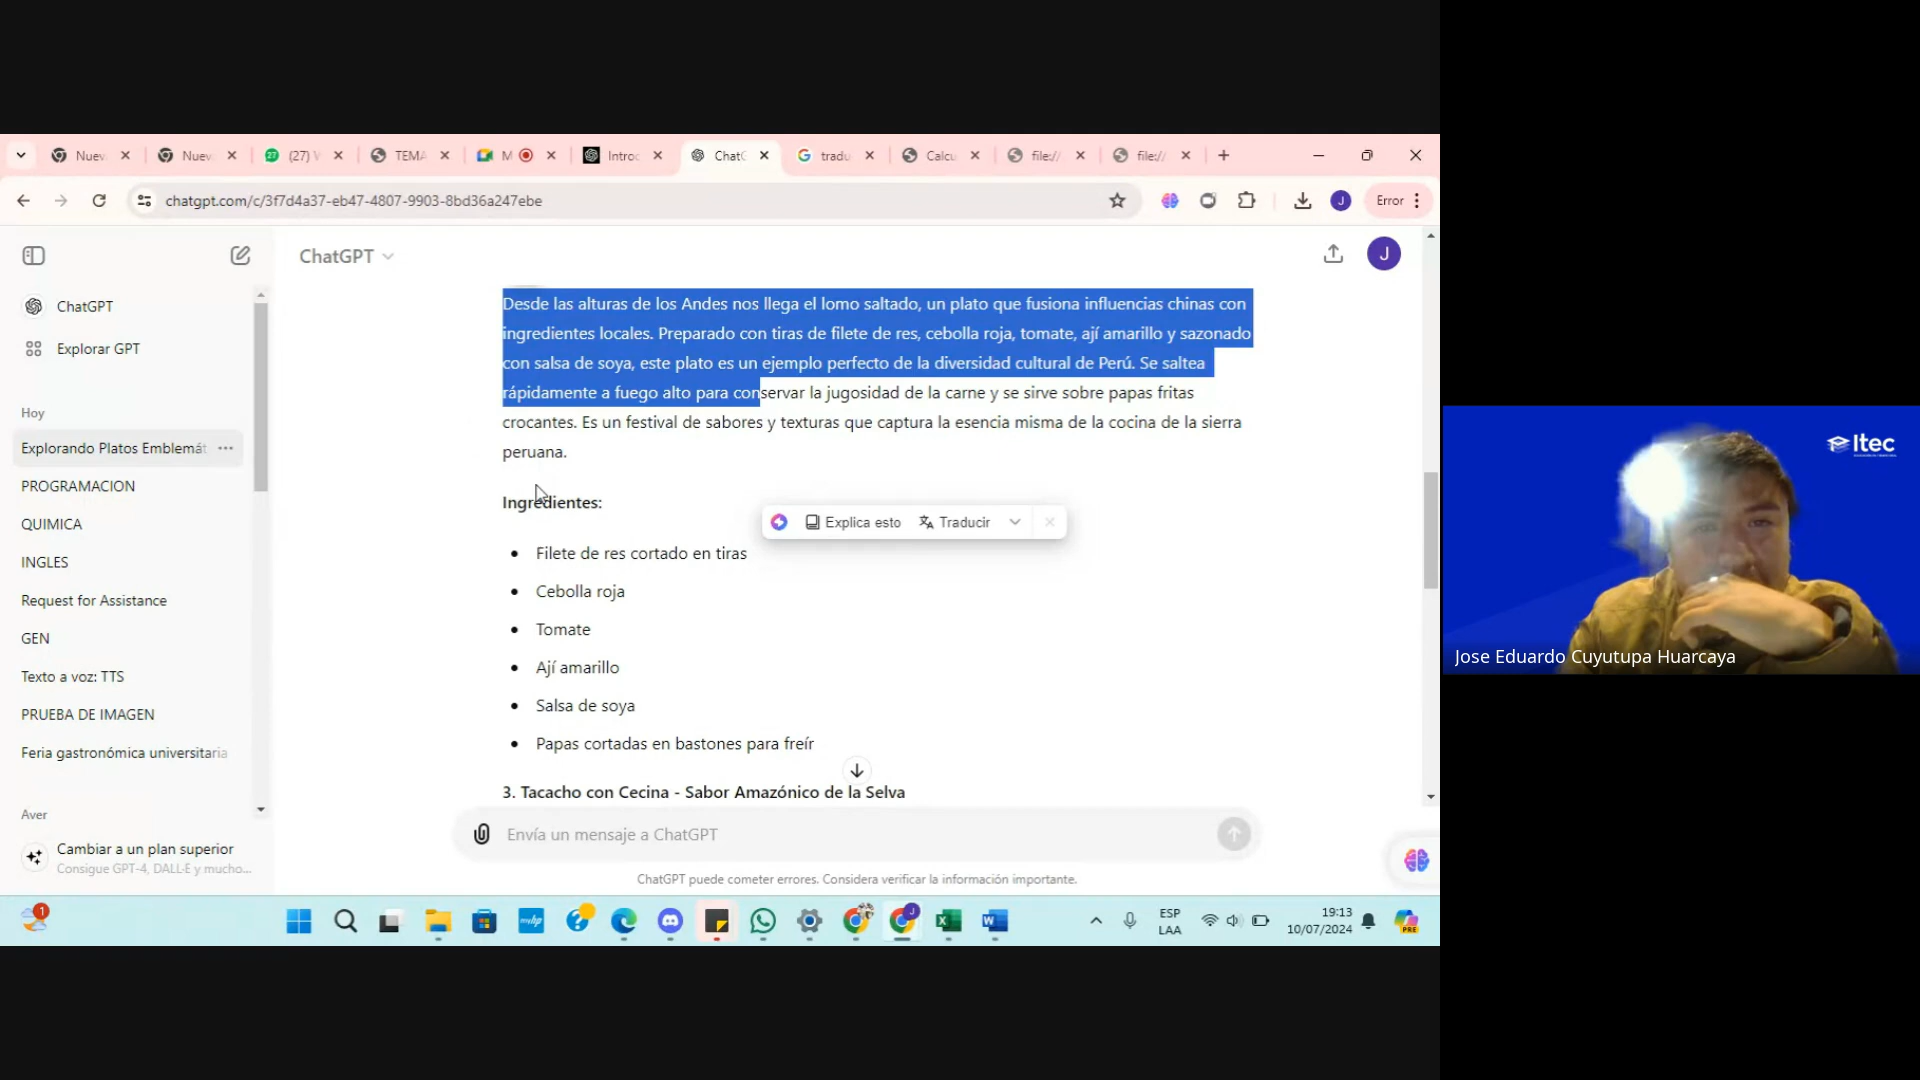 Nuev
Nuev
(27) V
TEMA
M
Introc
ChatG
tradu
Calcu
file://
file://
chatgpt.com/c/3f7d4a37-eb47-4807-9903-8bd36a247ebe
J
Error
ChatGPT
J
ChatGPT
Explorar GPT
Hoy
Explorando Platos Emblemát
PROGRAMACION
QUIMICA
INGLES
Request for Assistance
GEN
Texto a voz: TTS
PRUEBA DE IMAGEN
Feria gastronómica universitaria
Ayer
Cambiar a un plan superior
Consigue GPT-4, DALL·E y mucho...
Desde las alturas de los Andes nos llega el lomo saltado, un plato que fusiona influencias chinas con
ingredientes locales. Preparado con tiras de filete de res, cebolla roja, tomate, ají amarillo y sazonado
con salsa de soya, este plato es un ejemplo perfecto de la diversidad cultural de Perú. Se saltea
rápidamente a fuego alto para conservar la jugosidad de la carne y se sirve sobre papas fritas
crocantes. Es un festival de sabores y texturas que captura la esencia misma de la cocina de la sierra
peruana.
Ingredientes:
Explica esto Traducir
Filete de res cortado en tiras
Cebolla roja
Tomate
Ají amarillo
Salsa de soya
Papas cortadas en bastones para freír
3. Tacacho con Cecina - Sabor Amazónico de la Selva
Envía un mensaje a ChatGPT
ChatGPT puede cometer errores. Considera verificar la información importante.
1
myhp
J
ESP
LAA
19:13
10/07/2024
PRE
Itec
Jose Eduardo Cuyutupa Huarcaya